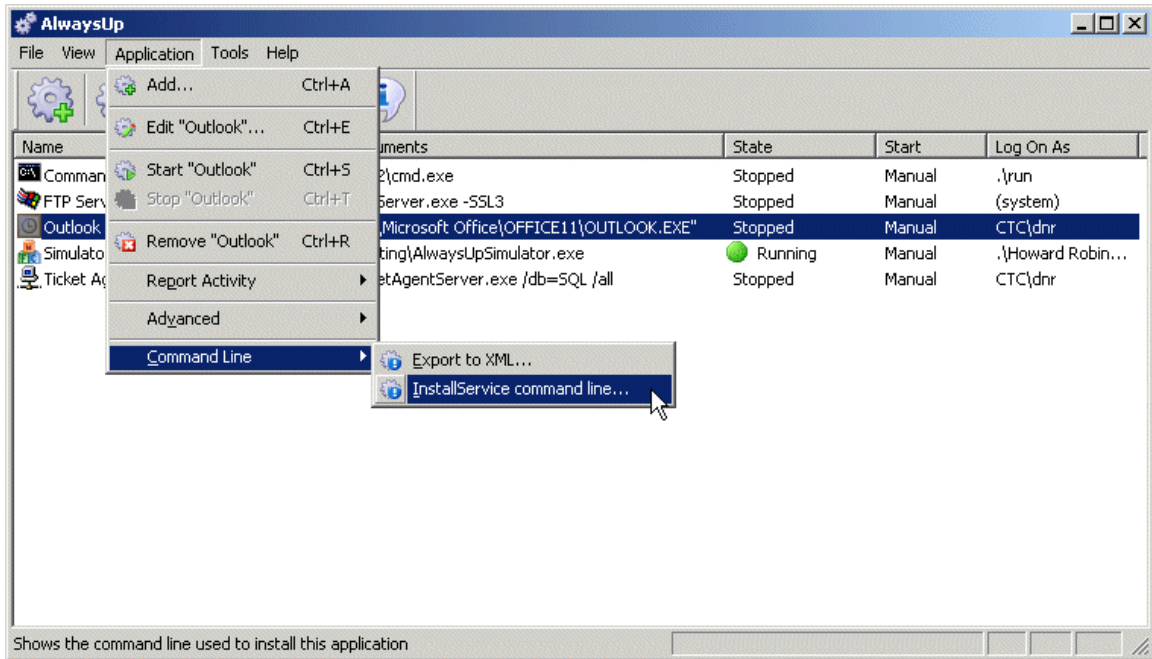 AlwaysUp
File View Application Tools Help
Add... Ctrl+A
Edit "Outlook"... Ctrl+E
Start "Outlook" Ctrl+S
Stop "Outlook" Ctrl+T
Remove "Outlook" Ctrl+R
Report Activity
Advanced
Command Line
Export to XML...
InstallService command line...
Name uments State Start Log On As
Comman 2\cmd.exe Stopped Manual .\run
FTP Serv Server.exe -SSL3 Stopped Manual (system)
Outlook \Microsoft Office\OFFICE11\OUTLOOK.EXE" Stopped Manual CTC\dnr
Simulato ting\AlwaysUpSimulator.exe Running Manual .\Howard Robin...
Ticket Ag etAgentServer.exe /db=SQL /all Stopped Manual CTC\dnr
Shows the command line used to install this application